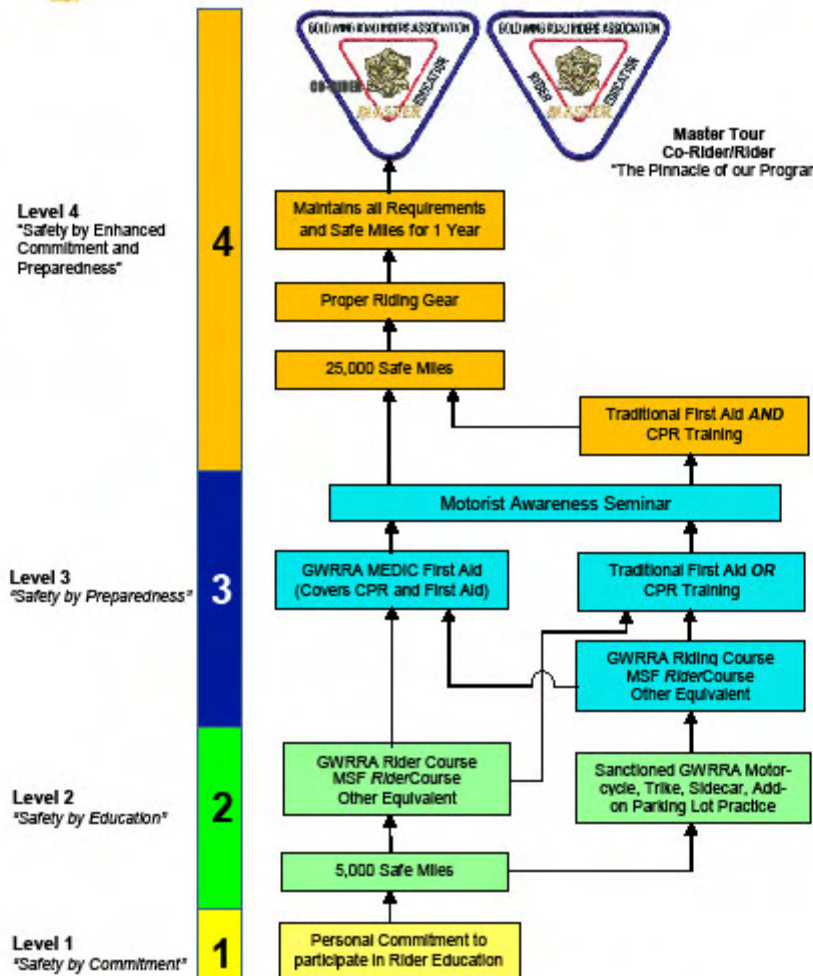 GOLD WING ROAD RIDERS ASSOCIATION
CO-RIDER
EDUCATION
MASTER
GOLD WING ROAD RIDERS ASSOCIATION
RIDER
EDUCATION
MASTER
Master Tour
Co-Rider/Rider
"The Pinnacle of our Program
Level 4
"Safety by Enhanced
Commitment and
Preparedness"
4
Maintains all Requirements
and Safe Miles for 1 Year
Proper Riding Gear
25,000 Safe Miles
Traditional First Aid AND
CPR Training
Motorist Awareness Seminar
Level 3
"Safety by Preparedness"
3
GWRRA MEDIC First Aid
(Covers CPR and First Aid)
Traditional First Aid OR
CPR Training
GWRRA Riding Course
MSF RiderCourse
Other Equivalent
Level 2
"Safety by Education"
2
GWRRA Rider Course
MSF RiderCourse
Other Equivalent
Sanctioned GWRRA Motor-
cycle, Trike, Sidecar, Add-
on Parking Lot Practice
5,000 Safe Miles
Level 1
"Safety by Commitment"
1
Personal Commitment to
participate in Rider Education